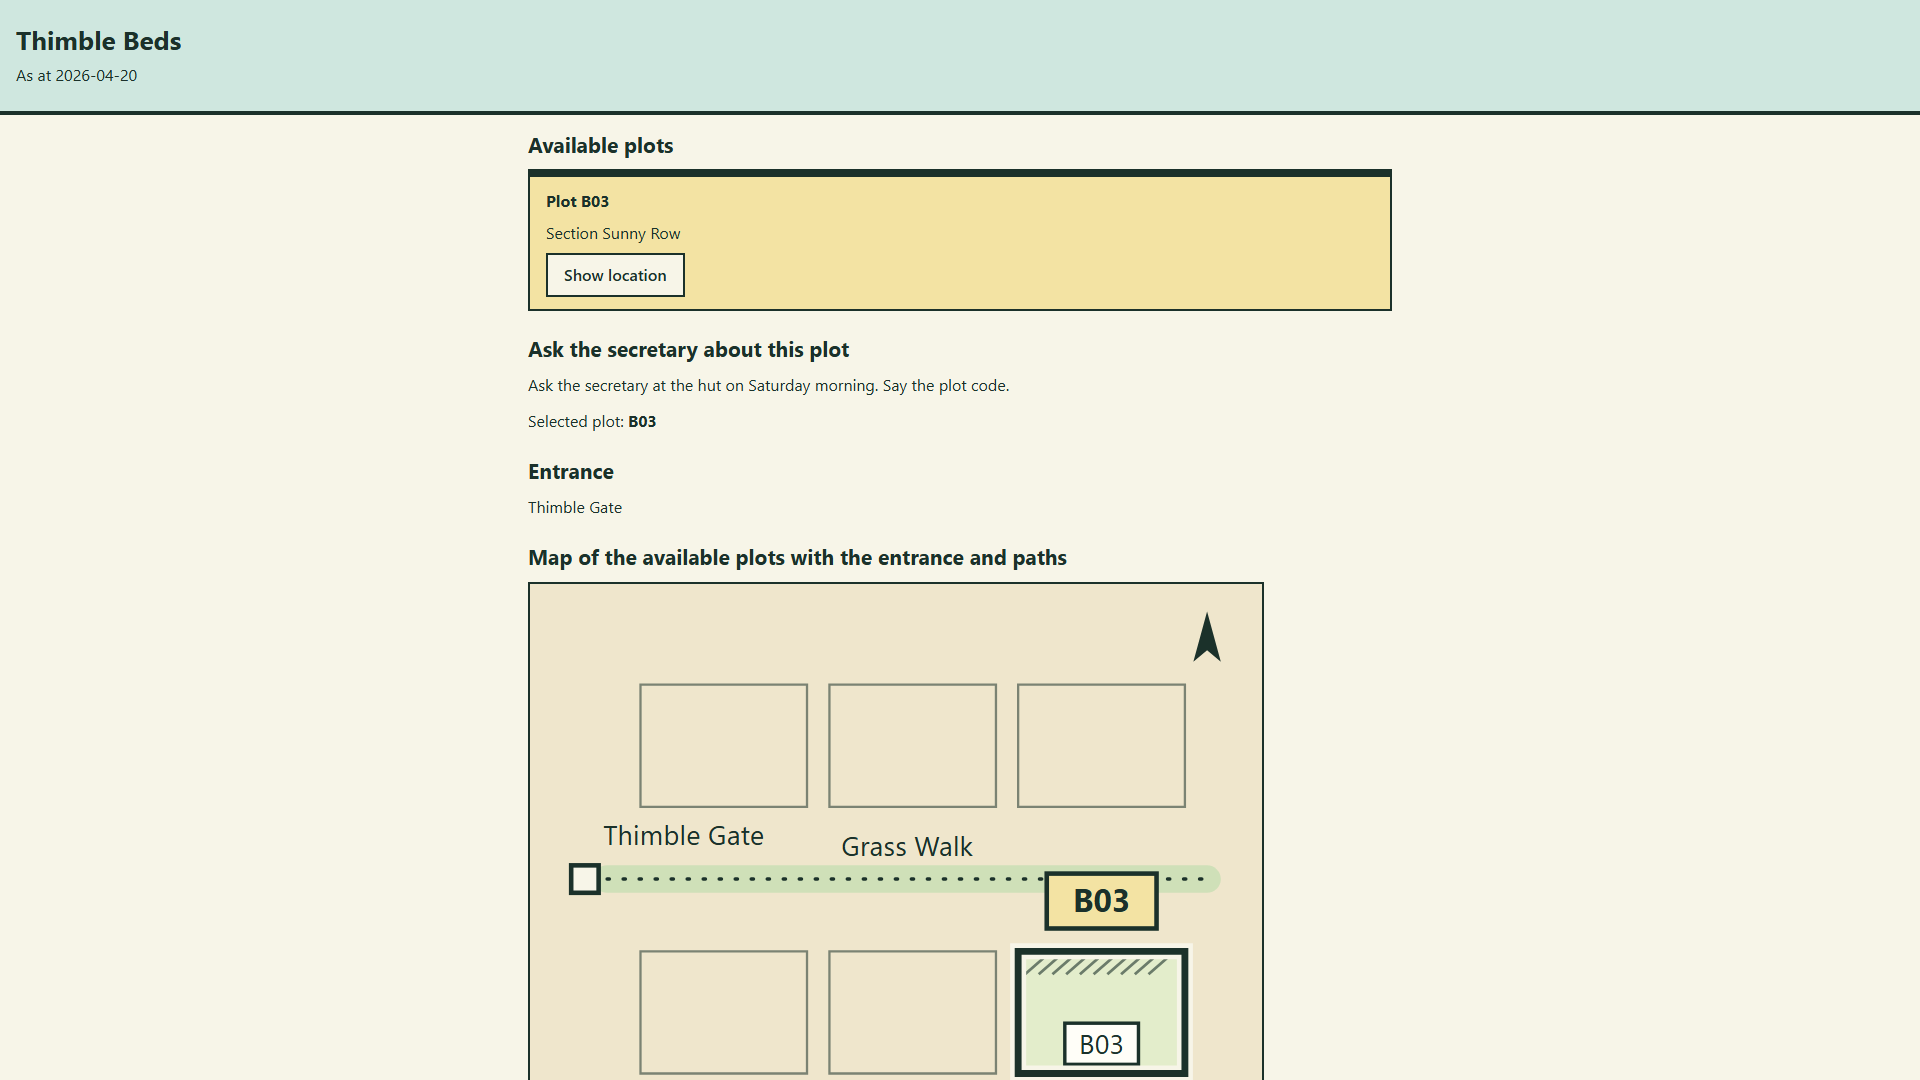 Thimble Beds
As at 2026-04-20
Available plots
Plot B03
Section Sunny Row
Show location
Ask the secretary about this plot
Ask the secretary at the hut on Saturday morning. Say the plot code.
Selected plot: B03
Entrance
Thimble Gate
Map of the available plots with the entrance and paths
Thimble Gate
Grass Walk
B03
B03